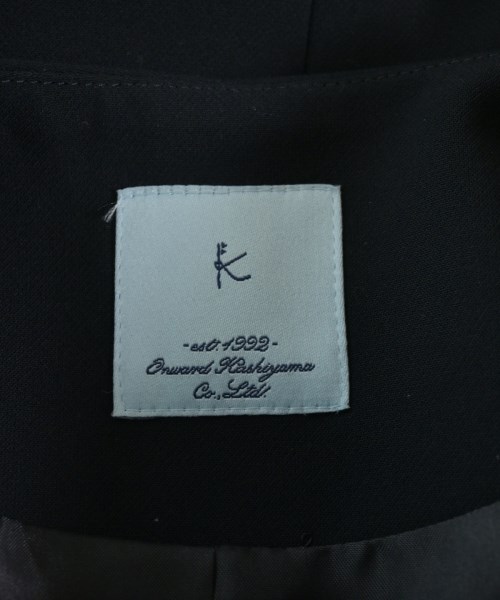 K
-est.1992-
Onward Kashiyama
Co., Ltd.